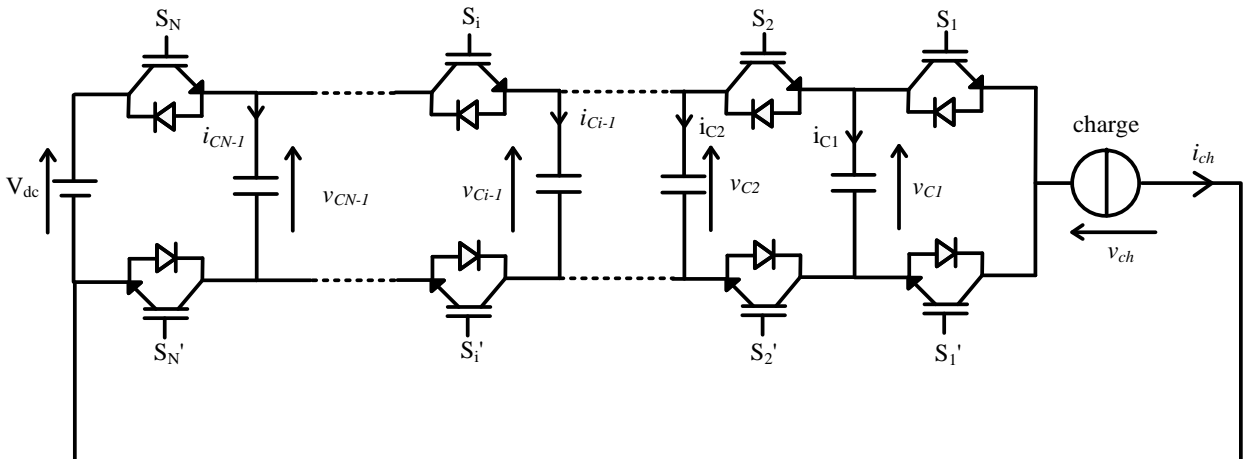 S_N S_i S_2 S_1
charge
i_CN-1 i_Ci-1 i_C2 i_C1 i_ch
V_dc v_CN-1 v_Ci-1 v_C2 v_C1
v_ch
S_N' S_i' S_2' S_1'